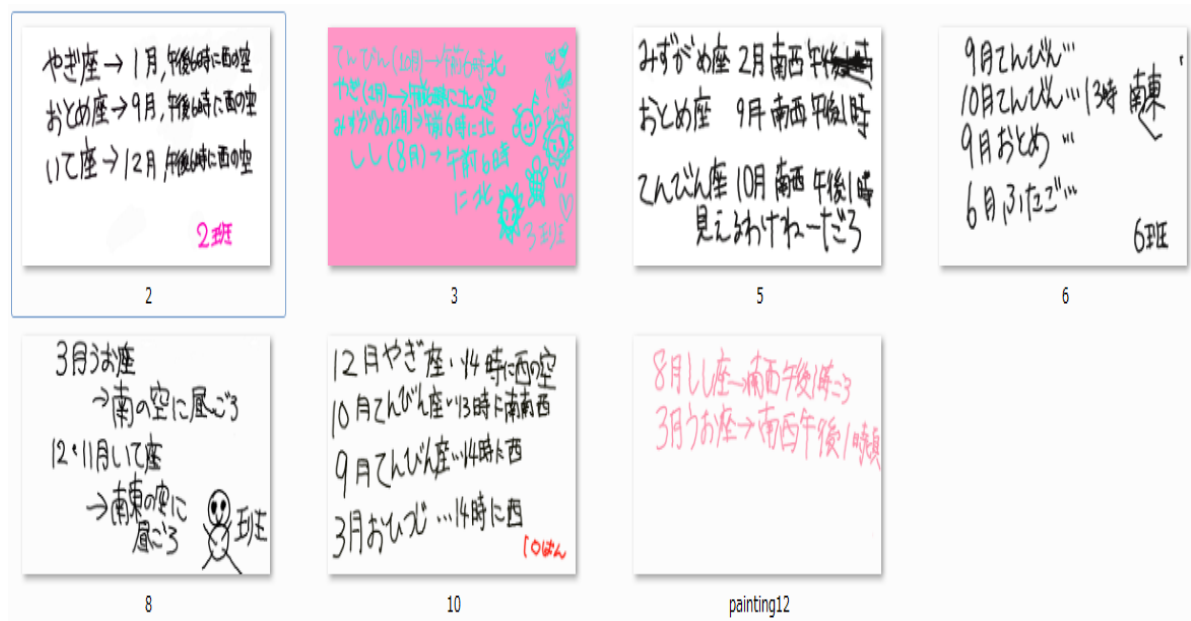 やぎ座→1月,午後6時に西の空
おとめ座→9月,午後6時に西の空
いて座→12月,午後6時に西の空
2班
2
てんびん(10月)→午前6時北
やぎ(1月)→午前6時に北の空
みずがめ(2月)→午前6時に北
しし(8月)→午前6時
に北
3班
3
みずがめ座 2月 南西 午後
おとめ座 9月 南西 午後1時
てんびん座 10月 南西 午後1時
見えるわけねーだろ
5
9月てんびん…
10月てんびん…13時 南東
9月おとめ…
6月ふたご…
6班
6
3月うお座
→南の空に昼ごろ
12・11月いて座
→南東の空に
昼ごろ
班
8
12月やぎ座…14時に西の空
10月てんびん座…13時に南南西
9月てんびん座…14時に西
3月おひつじ…14時に西
10ぱん
10
8月しし座→南西午後1時ごろ
3月うお座→南西午後1時頃
painting12